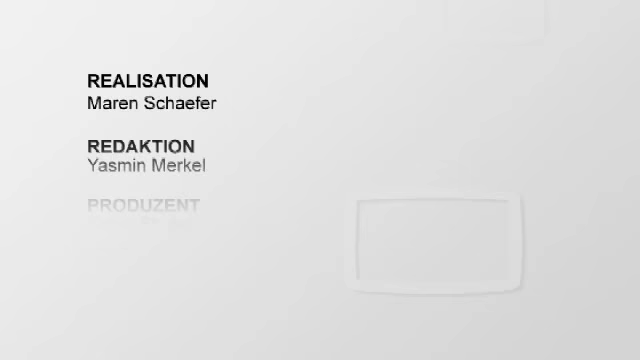 REALISATION
Maren Schaefer
REDAKTION
Yasmin Merkel
PRODUZENT